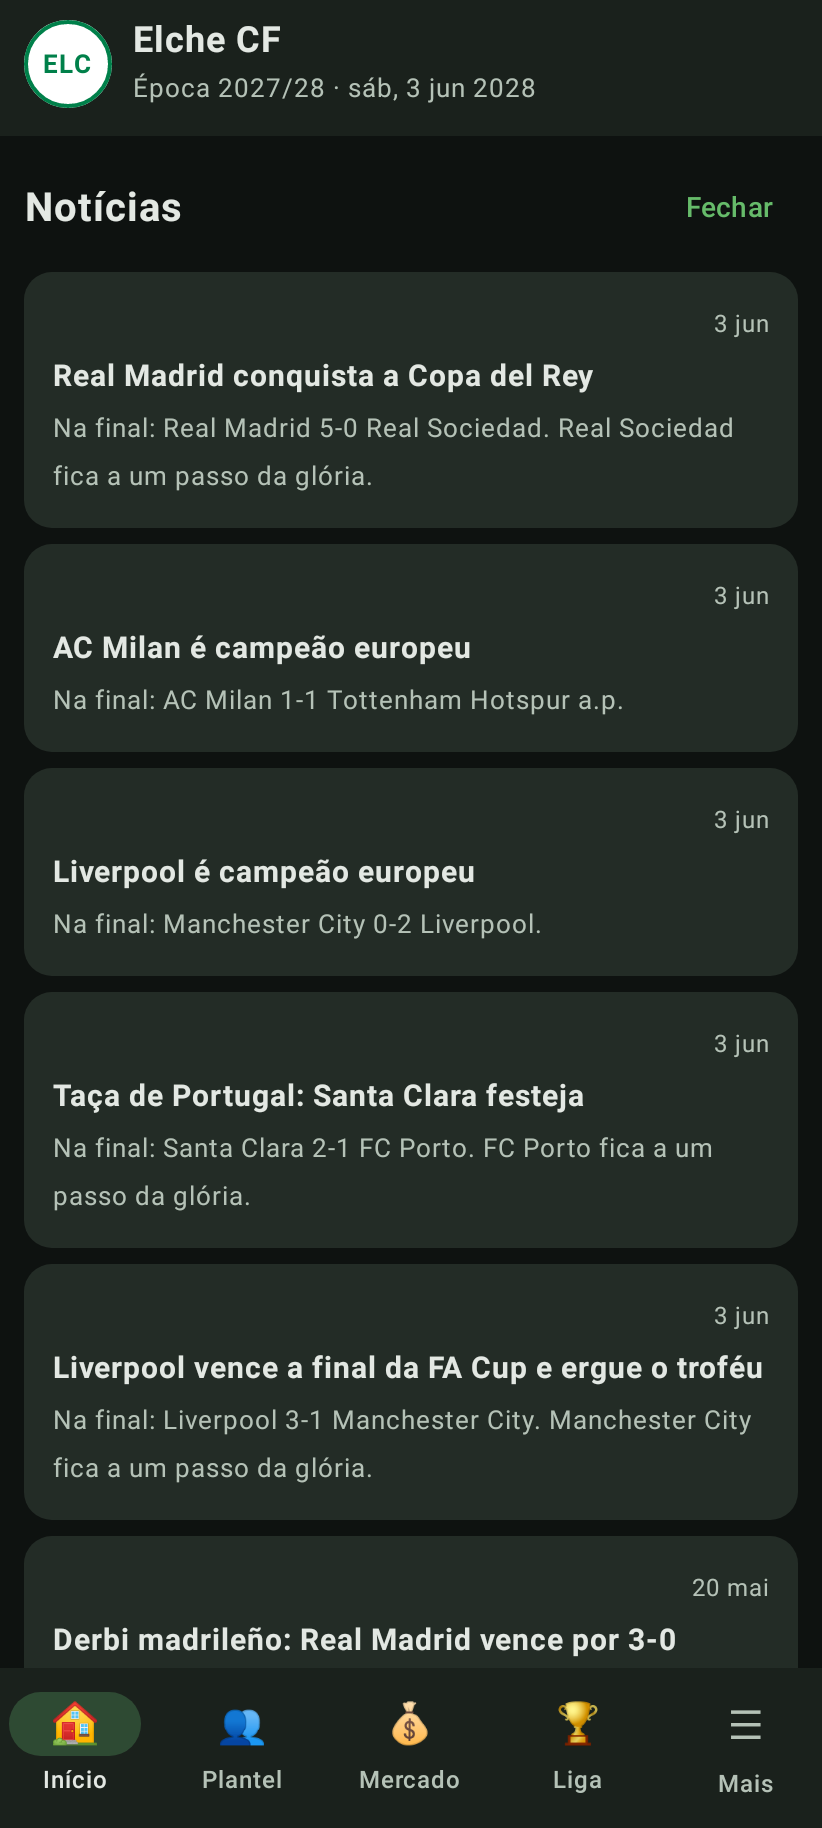 ELC
Elche CF
Época 2027/28 · sáb, 3 jun 2028
Notícias
Fechar
3 jun
Real Madrid conquista a Copa del Rey
Na final: Real Madrid 5-0 Real Sociedad. Real Sociedad
fica a um passo da glória.
3 jun
AC Milan é campeão europeu
Na final: AC Milan 1-1 Tottenham Hotspur a.p.
3 jun
Liverpool é campeão europeu
Na final: Manchester City 0-2 Liverpool.
3 jun
Taça de Portugal: Santa Clara festeja
Na final: Santa Clara 2-1 FC Porto. FC Porto fica a um
passo da glória.
3 jun
Liverpool vence a final da FA Cup e ergue o troféu
Na final: Liverpool 3-1 Manchester City. Manchester City
fica a um passo da glória.
20 mai
Derbi madrileño: Real Madrid vence por 3-0
Início
Plantel
Mercado
Liga
Mais